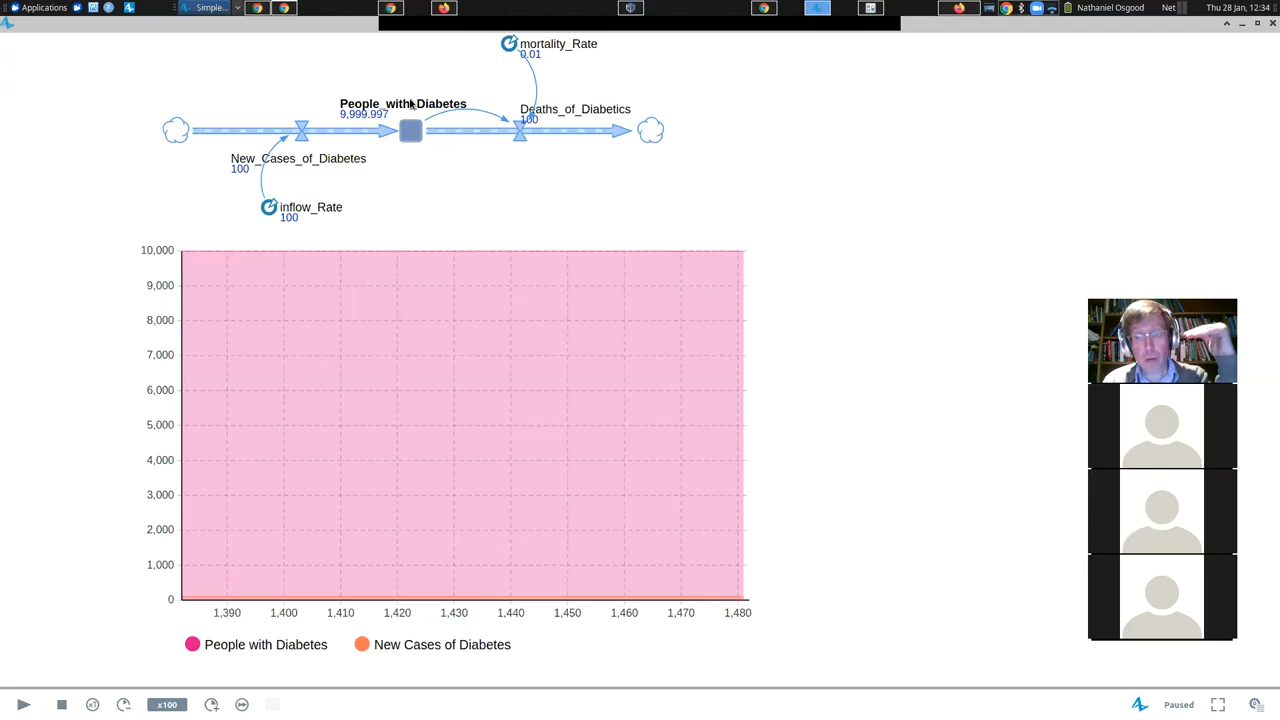 Applications
Simple...
Nathaniel Osgood
Net
Thu 28 Jan, 12:34
mortality_Rate
0.01
People_with_Diabetes
9,999.997
Deaths_of_Diabetics
100
New_Cases_of_Diabetes
100
inflow_Rate
100
10,000
9,000
8,000
7,000
6,000
5,000
4,000
3,000
2,000
1,000
0
1,390 1,400 1,410 1,420 1,430 1,440 1,450 1,460 1,470 1,480
People with Diabetes New Cases of Diabetes
x1
x100
Paused